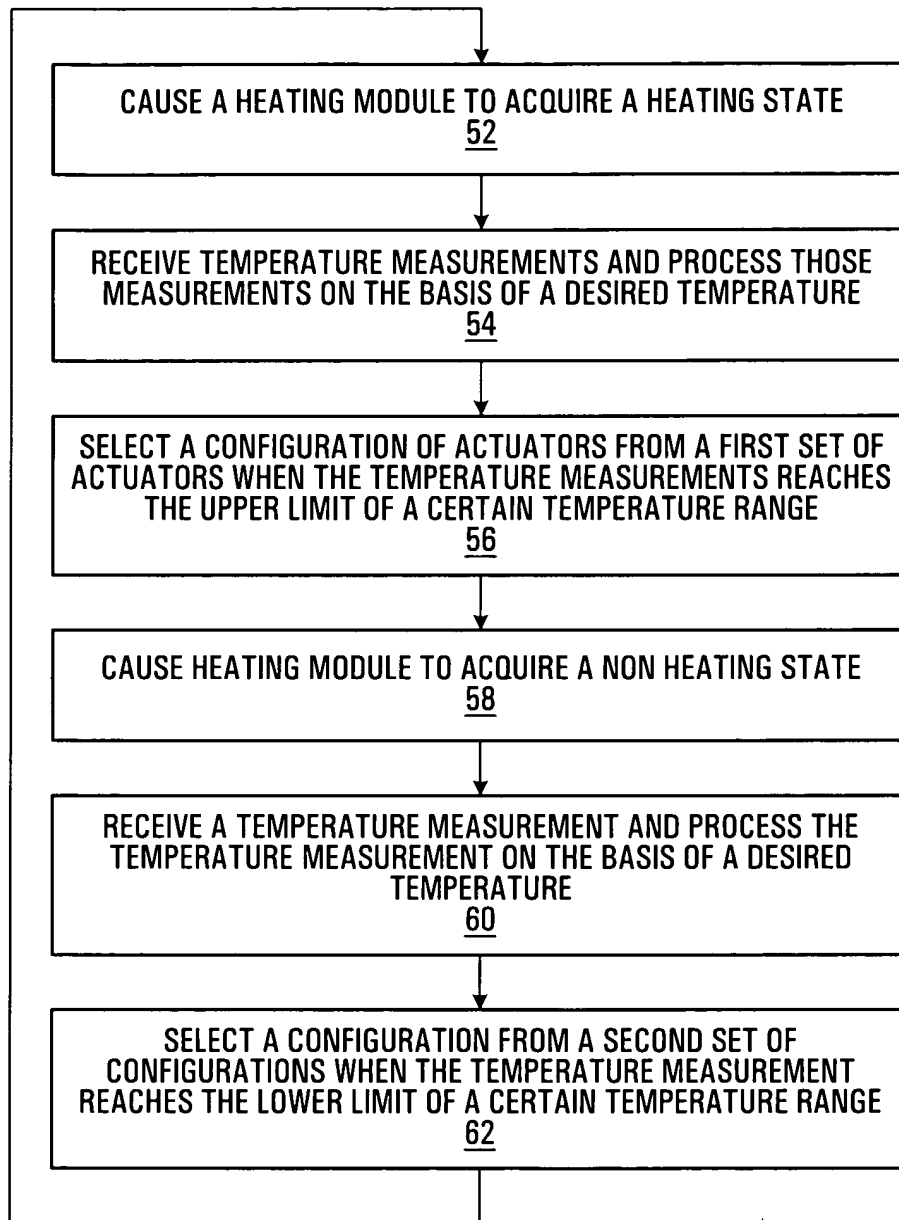 CAUSE A HEATING MODULE TO ACQUIRE A HEATING STATE
52
RECEIVE TEMPERATURE MEASUREMENTS AND PROCESS THOSE
MEASUREMENTS ON THE BASIS OF A DESIRED TEMPERATURE
54
SELECT A CONFIGURATION OF ACTUATORS FROM A FIRST SET OF
ACTUATORS WHEN THE TEMPERATURE MEASUREMENTS REACHES
THE UPPER LIMIT OF A CERTAIN TEMPERATURE RANGE
56
CAUSE HEATING MODULE TO ACQUIRE A NON HEATING STATE
58
RECEIVE A TEMPERATURE MEASUREMENT AND PROCESS THE
TEMPERATURE MEASUREMENT ON THE BASIS OF A DESIRED
TEMPERATURE
60
SELECT A CONFIGURATION FROM A SECOND SET OF
CONFIGURATIONS WHEN THE TEMPERATURE MEASUREMENT
REACHES THE LOWER LIMIT OF A CERTAIN TEMPERATURE RANGE
62